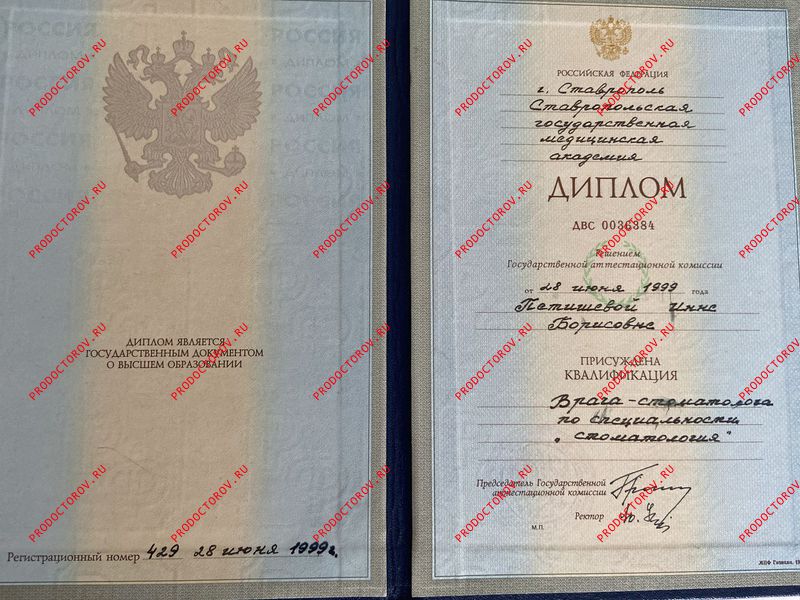 ДИПЛОМ ЯВЛЯЕТСЯ
ГОСУДАРСТВЕННЫМ ДОКУМЕНТОМ
О ВЫСШЕМ ОБРАЗОВАНИИ
Регистрационный номер 429 28 июня 1999г.
РОССИЙСКАЯ ФЕДЕРАЦИЯ
г. Ставрополь
Ставропольская
государственная
медицинская
академия
ДИПЛОМ
ДВС 0036384
Решением
Государственной аттестационной комиссии
от 28 июня 1999 года
Петишевой Инне
Борисовне
ПРИСУЖДЕНА
КВАЛИФИКАЦИЯ
Врача-стоматолога
по специальности
„стоматология"
Председатель Государственной
аттестационной комиссии
Ректор
М.П.
PRODOCTOROV.RU